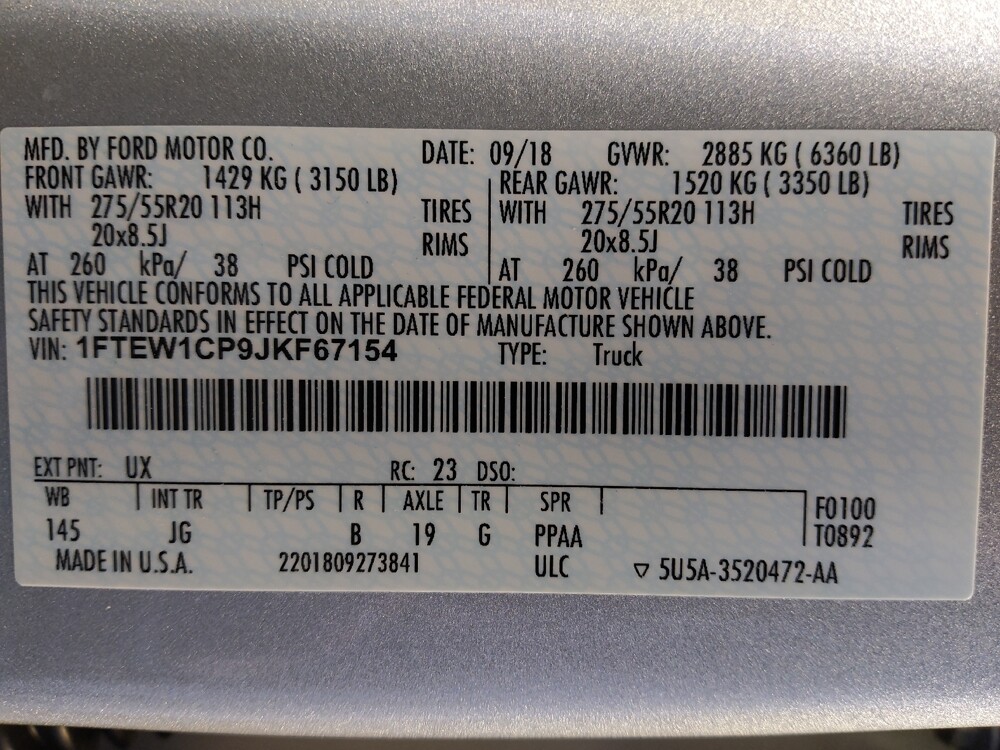 MFD. BY FORD MOTOR CO. DATE: 09/18 GVWR: 2885 KG ( 6360 LB)
FRONT GAWR: 1429 KG ( 3150 LB) REAR GAWR: 1520 KG ( 3350 LB)
WITH 275/55R20 113H TIRES WITH 275/55R20 113H TIRES
20x8.5J RIMS 20x8.5J RIMS
AT 260 kPa/ 38 PSI COLD AT 260 kPa/ 38 PSI COLD
THIS VEHICLE CONFORMS TO ALL APPLICABLE FEDERAL MOTOR VEHICLE
SAFETY STANDARDS IN EFFECT ON THE DATE OF MANUFACTURE SHOWN ABOVE.
VIN: 1FTEW1CP9JKF67154 TYPE: Truck
EXT PNT: UX RC: 23 DSO:
WB INT TR TP/PS R AXLE TR SPR F0100
145 JG B 19 G PPAA T0892
MADE IN U.S.A. 2201809273841 ULC ▽ 5U5A-3520472-AA